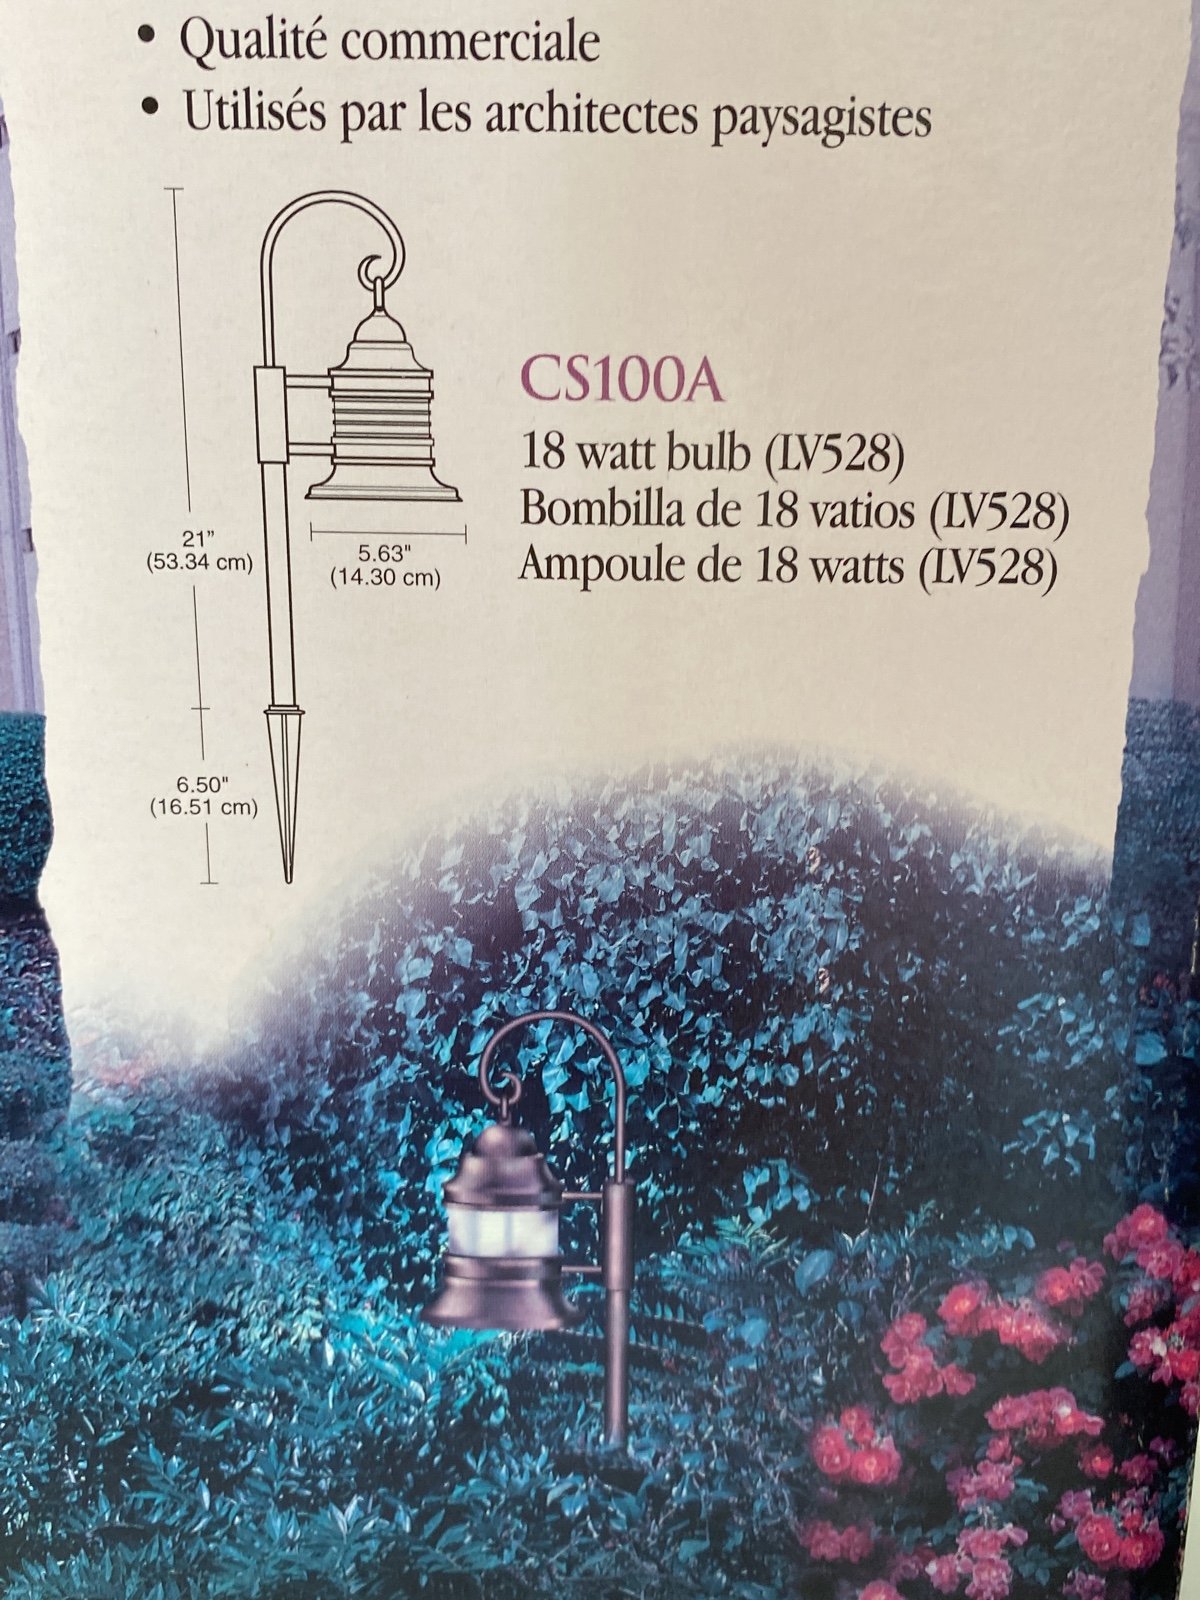 • Qualité commerciale
• Utilisés par les architectes paysagistes
CS100A
18 watt bulb (LV528)
Bombilla de 18 vatios (LV528)
Ampoule de 18 watts (LV528)
21”
(53.34 cm)
5.63"
(14.30 cm)
6.50"
(16.51 cm)